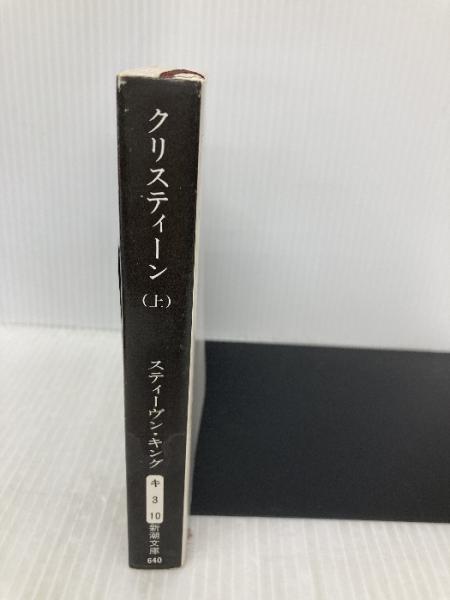 クリスティーン
(上)
スティーヴン・キング
キ
3
10
新潮文庫
640